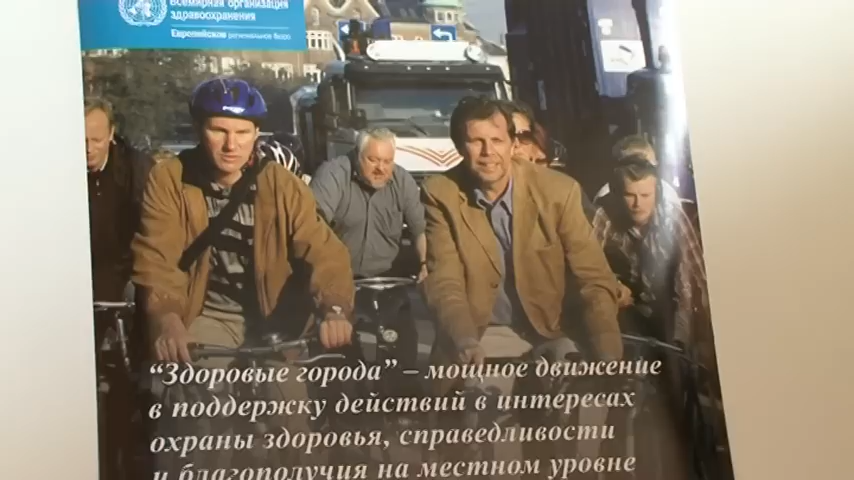 Всемирная организация
здравоохранения
Европейское региональное бюро
“Здоровые города” – мощное движение
в поддержку действий в интересах
охраны здоровья, справедливости
и благополучия на местном уровне